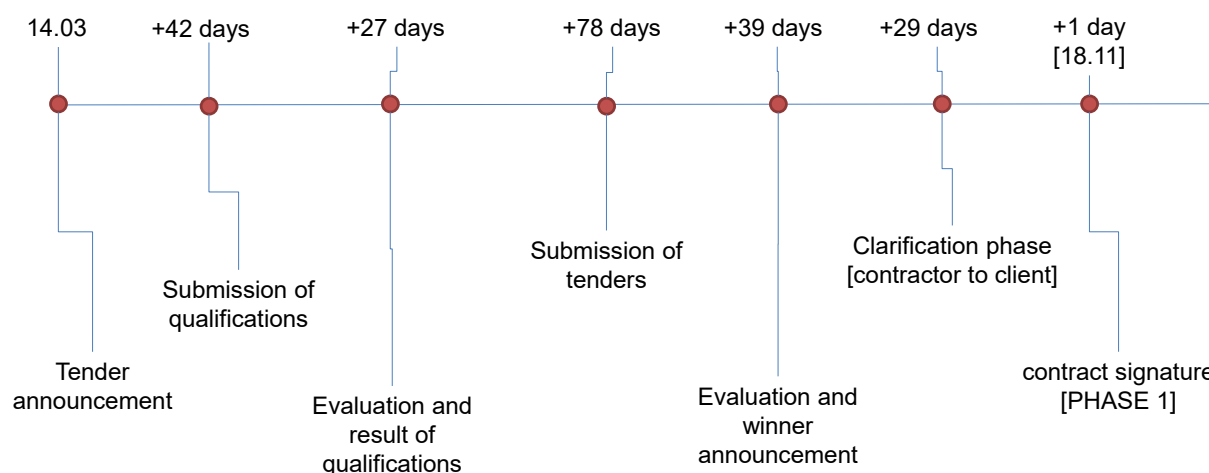 14.03
+42 days
+27 days
+78 days
+39 days
+29 days
+1 day
[18.11]
Tender
announcement
Submission of
qualifications
Evaluation and
result of
qualifications
Submission of
tenders
Evaluation and
winner
announcement
Clarification phase
[contractor to client]
contract signature
[PHASE 1]